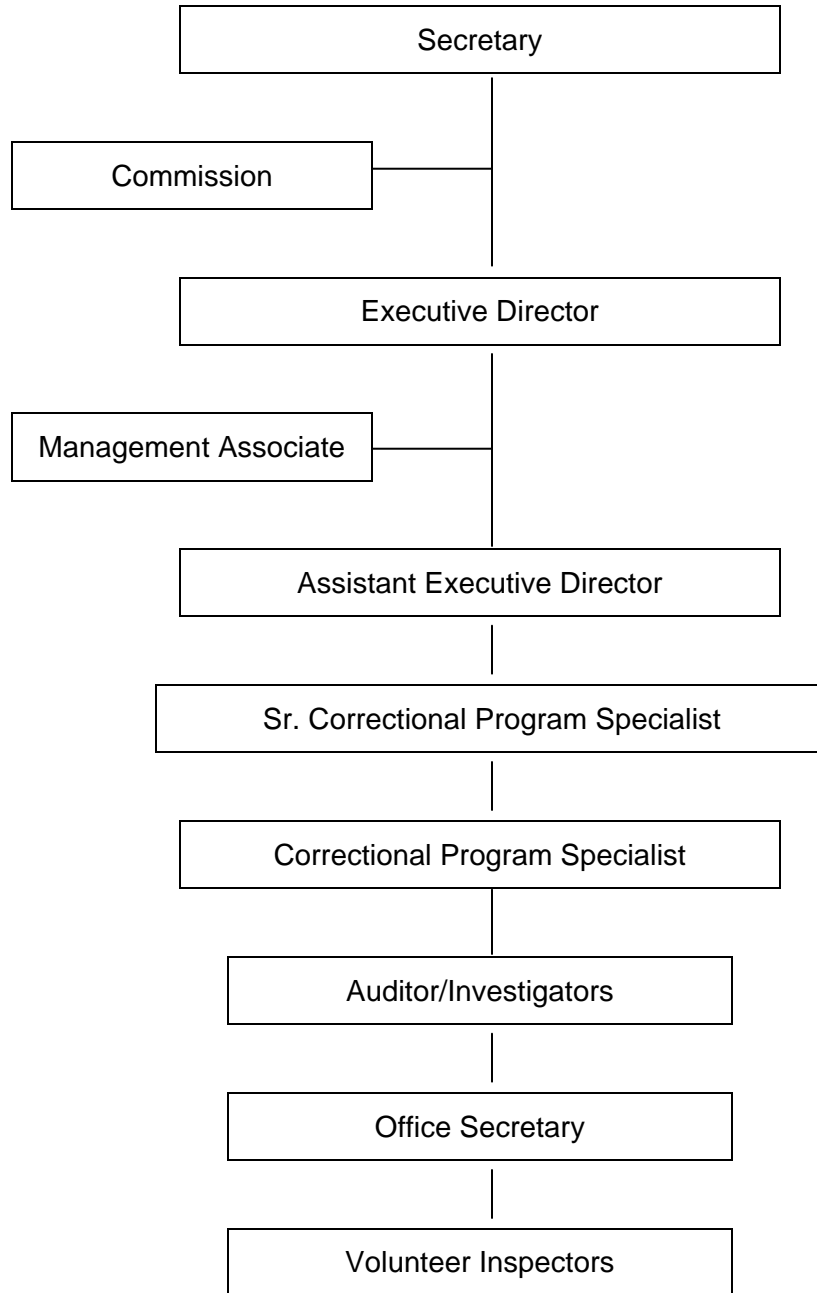 Secretary
Commission
Executive Director
Management Associate
Assistant Executive Director
Sr. Correctional Program Specialist
Correctional Program Specialist
Auditor/Investigators
Office Secretary
Volunteer Inspectors